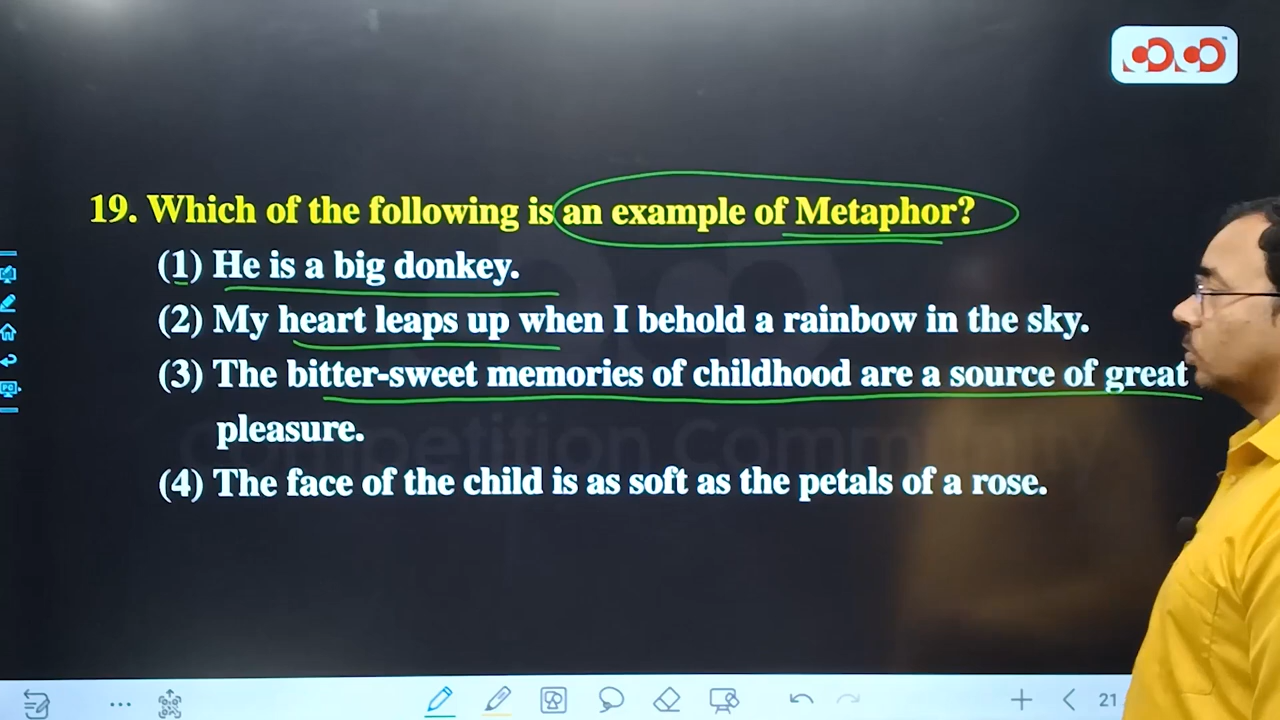 19. Which of the following is an example of Metaphor?
(1) He is a big donkey.
(2) My heart leaps up when I behold a rainbow in the sky.
(3) The bitter-sweet memories of childhood are a source of great
pleasure.
(4) The face of the child is as soft as the petals of a rose.
Competition Community
21